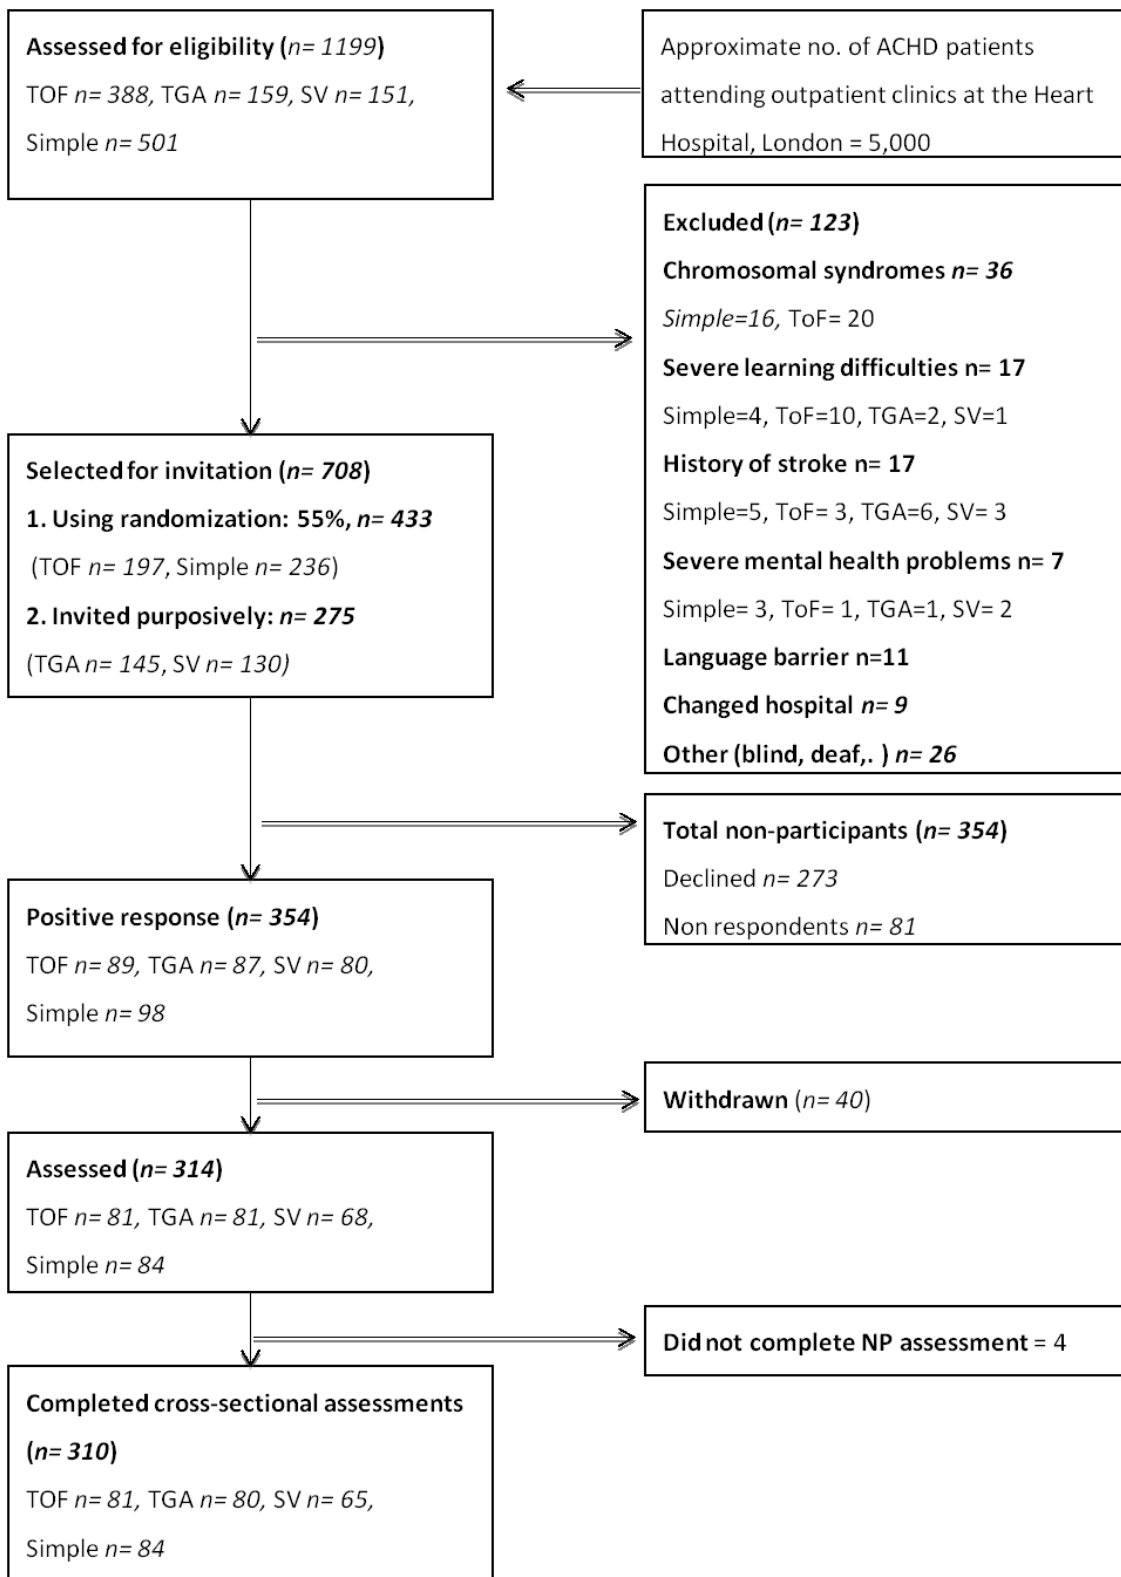 Assessed for eligibility (n= 1199)
TOF n= 388, TGA n= 159, SV n= 151,
Simple n= 501
Approximate no. of ACHD patients
attending outpatient clinics at the Heart
Hospital, London = 5,000
Excluded (n= 123)
Chromosomal syndromes n= 36
Simple=16, ToF= 20
Severe learning difficulties n= 17
Simple=4, ToF=10, TGA=2, SV=1
History of stroke n= 17
Simple=5, ToF= 3, TGA=6, SV= 3
Severe mental health problems n= 7
Simple= 3, ToF= 1, TGA=1, SV= 2
Language barrier n=11
Changed hospital n= 9
Other (blind, deaf,. ) n= 26
Selected for invitation (n= 708)
1. Using randomization: 55%, n= 433
(TOF n= 197, Simple n= 236)
2. Invited purposively: n= 275
(TGA n= 145, SV n= 130)
Total non-participants (n= 354)
Declined n= 273
Non respondents n= 81
Positive response (n= 354)
TOF n= 89, TGA n= 87, SV n= 80,
Simple n= 98
Withdrawn (n= 40)
Assessed (n= 314)
TOF n= 81, TGA n= 81, SV n= 68,
Simple n= 84
Did not complete NP assessment = 4
Completed cross-sectional assessments
(n= 310)
TOF n= 81, TGA n= 80, SV n= 65,
Simple n= 84